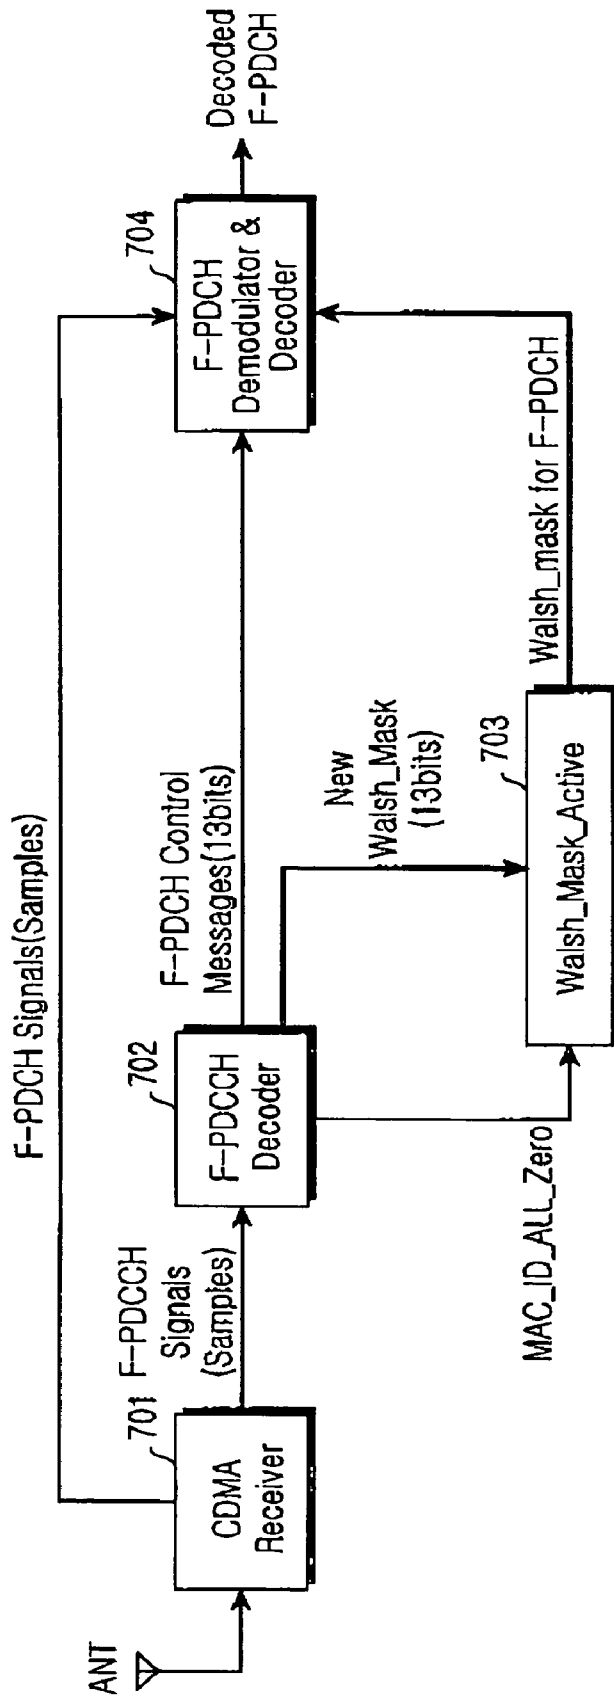 F-PDCH Signals(Samples)
ANT
701
CDMA
Receiver
F-PDCCH
Signals
(Samples)
702
F-PDCCH
Decoder
F-PDCH Control
Messages(13bits)
704
F-PDCH
Demodulator &
Decoder
Decoded
F-PDCH
MAC_ID_ALL_Zero
New
Walsh_Mask
(13bits)
703
Walsh_Mask_Active
Walsh_mask for F-PDCH